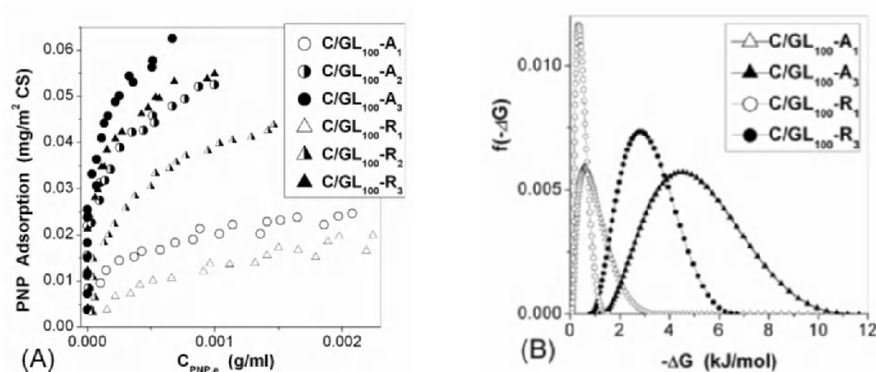 0.06
0.05
0.04
0.03
0.02
0.01
0.00
PNP Adsorption (mg/m² CS)
C/GL₁₀₀-A₁
C/GL₁₀₀-A₂
C/GL₁₀₀-A₃
C/GL₁₀₀-R₁
C/GL₁₀₀-R₂
C/GL₁₀₀-R₃
0.000 0.001 0.002
(A) C_PNP,e (g/ml)
0.010
0.005
0.000
f(-ΔG)
C/GL₁₀₀-A₁
C/GL₁₀₀-A₃
C/GL₁₀₀-R₁
C/GL₁₀₀-R₃
0 2 4 6 8 10 12
(B) -ΔG (kJ/mol)